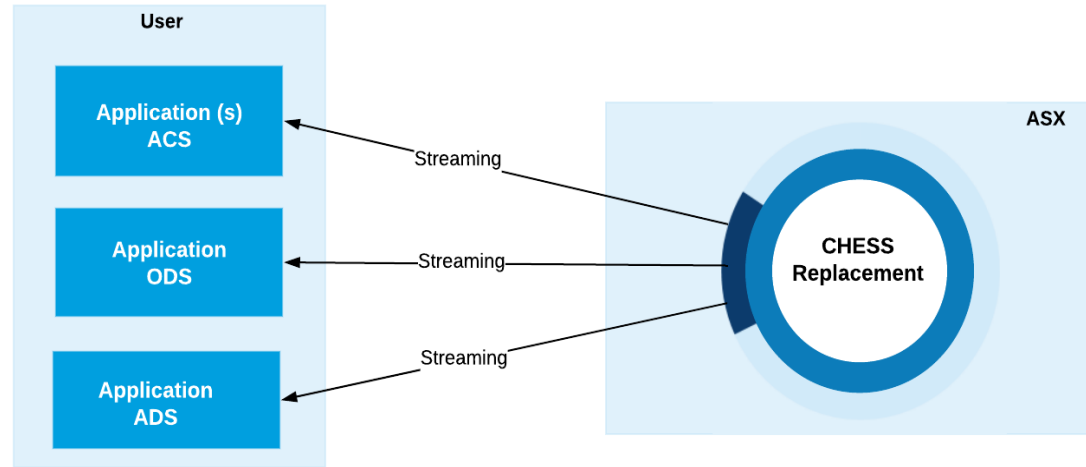 User
Application (s)
ACS
Streaming
ASX
Application
ODS
Streaming
CHESS
Replacement
Application
ADS
Streaming